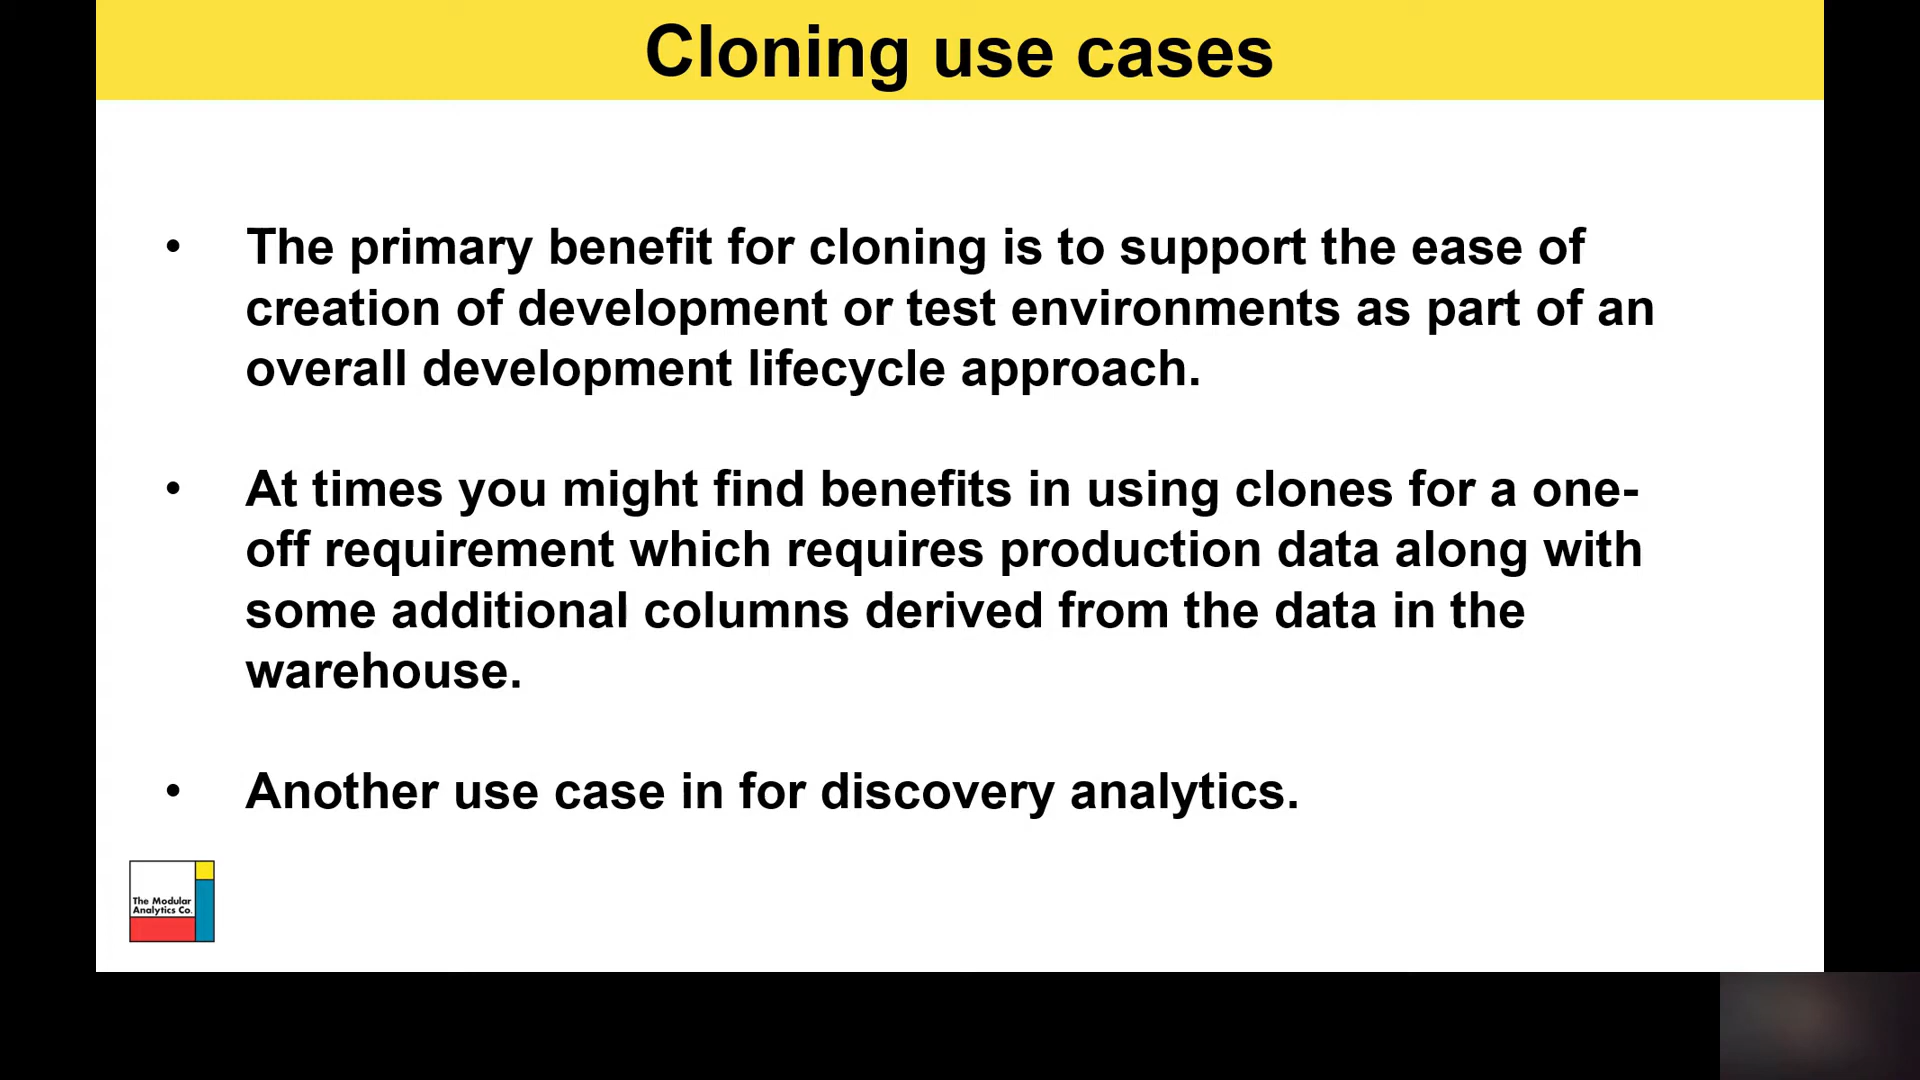 Cloning use cases
• The primary benefit for cloning is to support the ease of
creation of development or test environments as part of an
overall development lifecycle approach.
• At times you might find benefits in using clones for a one-
off requirement which requires production data along with
some additional columns derived from the data in the
warehouse.
• Another use case in for discovery analytics.
The Modular
Analytics Co.